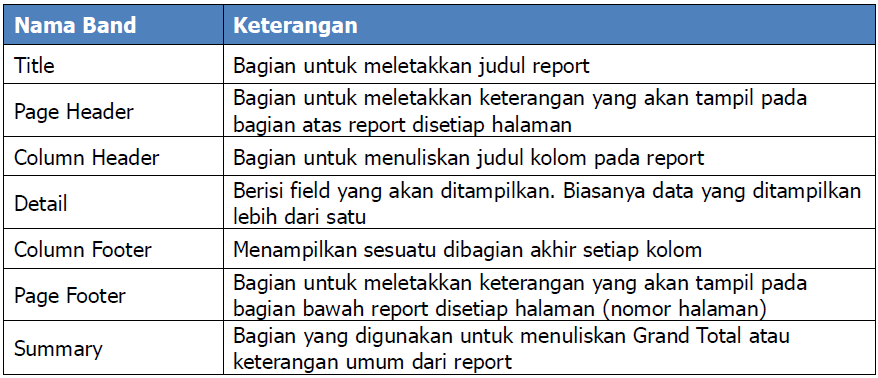 Nama Band Keterangan
Title Bagian untuk meletakkan judul report
Page Header Bagian untuk meletakkan keterangan yang akan tampil pada
bagian atas report disetiap halaman
Column Header Bagian untuk menuliskan judul kolom pada report
Detail Berisi field yang akan ditampilkan. Biasanya data yang ditampilkan
lebih dari satu
Column Footer Menampilkan sesuatu dibagian akhir setiap kolom
Page Footer Bagian untuk meletakkan keterangan yang akan tampil pada
bagian bawah report disetiap halaman (nomor halaman)
Summary Bagian yang digunakan untuk menuliskan Grand Total atau
keterangan umum dari report